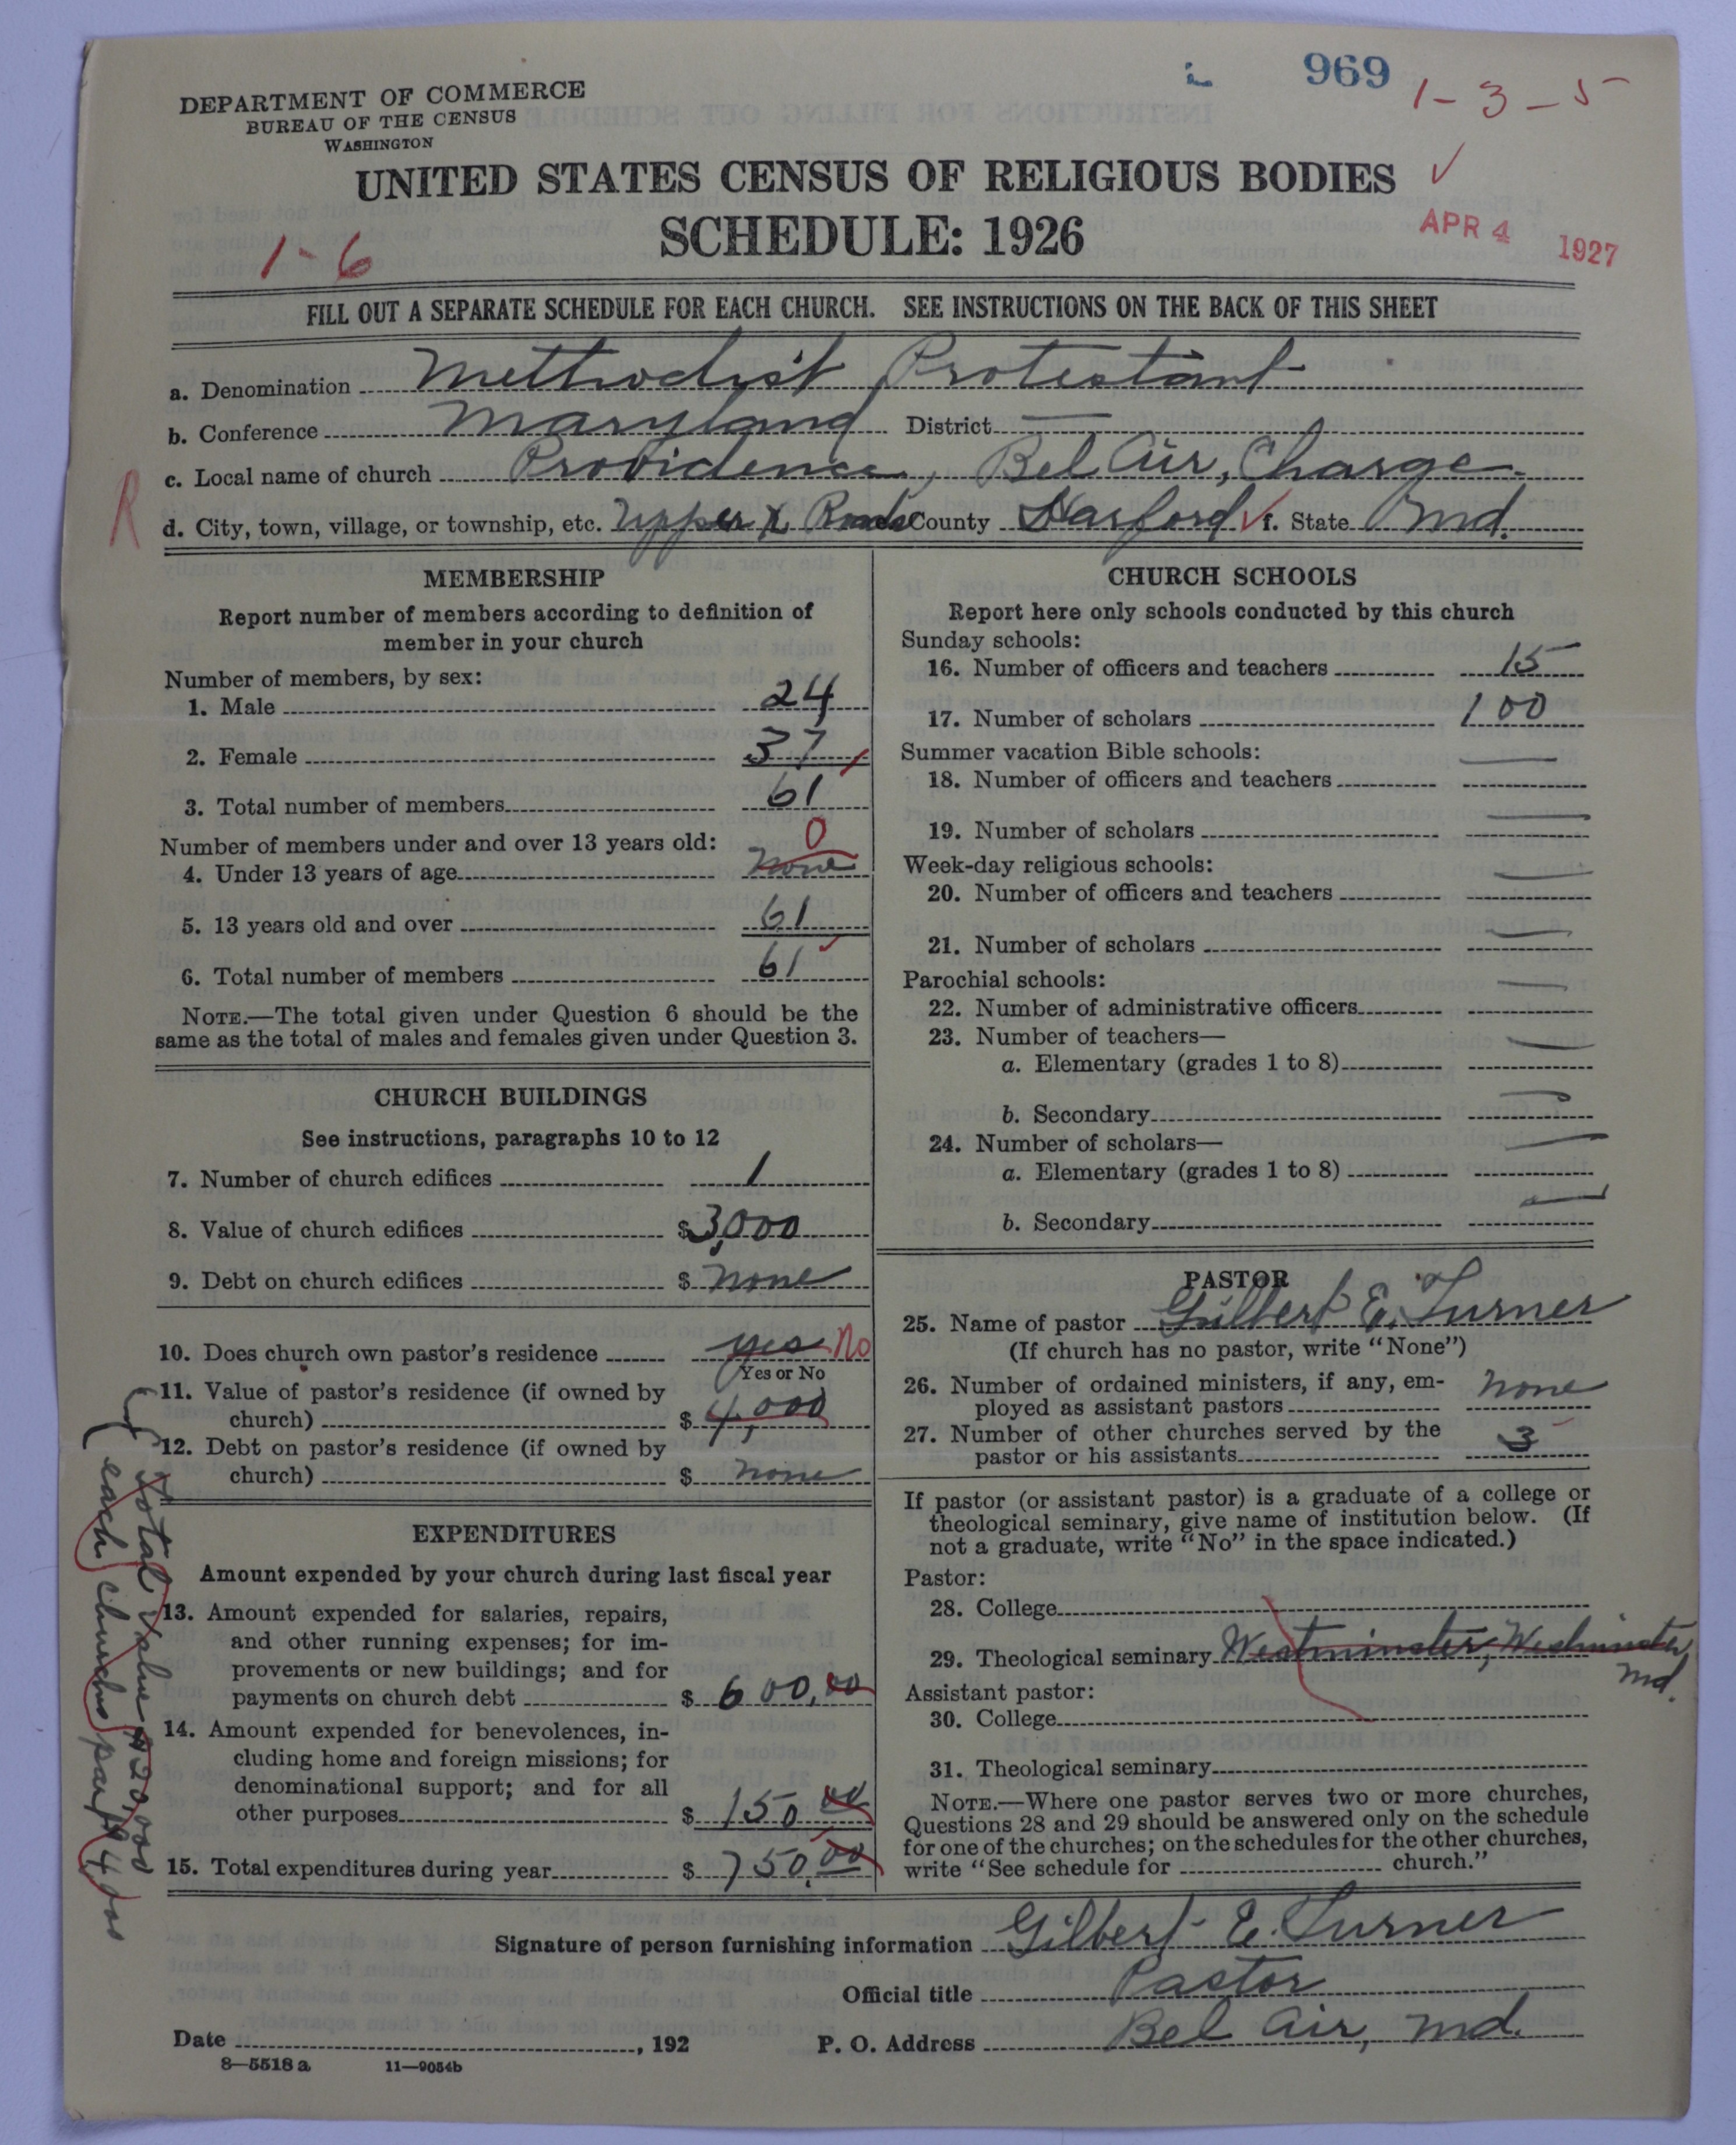 969
1-3-5
DEPARTMENT OF COMMERCE
BUREAU OF THE CENSUS
WASHINGTON
UNITED STATES CENSUS OF RELIGIOUS BODIES
SCHEDULE: 1926
APR 4 1927
1-6
FILL OUT A SEPARATE SCHEDULE FOR EACH CHURCH. SEE INSTRUCTIONS ON THE BACK OF THIS SHEET
a. Denomination Methodist Protestant
b. Conference Maryland District —
c. Local name of church Providence, Bel Air, Charge.
R
d. City, town, village, or township, etc. Upper X Roads County Harford f. State Md.
MEMBERSHIP
Report number of members according to definition of
member in your church
Number of members, by sex:
1. Male 24
2. Female 37
3. Total number of members 61
Number of members under and over 13 years old: 0
4. Under 13 years of age none
5. 13 years old and over 61
6. Total number of members 61
NOTE.—The total given under Question 6 should be the
same as the total of males and females given under Question 3.
CHURCH BUILDINGS
See instructions, paragraphs 10 to 12
7. Number of church edifices 1
8. Value of church edifices $3,000
9. Debt on church edifices $ none
10. Does church own pastor's residence yes No
Yes or No
11. Value of pastor's residence (if owned by
church) $ 4,000
12. Debt on pastor's residence (if owned by
church) $ none
Total value $20,000
each churches part $4,000
EXPENDITURES
Amount expended by your church during last fiscal year
13. Amount expended for salaries, repairs,
and other running expenses; for im-
provements or new buildings; and for
payments on church debt $ 600.00
14. Amount expended for benevolences, in-
cluding home and foreign missions; for
denominational support; and for all
other purposes $ 150.00
15. Total expenditures during year $ 750.00
CHURCH SCHOOLS
Report here only schools conducted by this church
Sunday schools:
16. Number of officers and teachers 15
17. Number of scholars 100
Summer vacation Bible schools: —
18. Number of officers and teachers
19. Number of scholars —
Week-day religious schools: —
20. Number of officers and teachers
21. Number of scholars —
Parochial schools: —
22. Number of administrative officers
23. Number of teachers— —
a. Elementary (grades 1 to 8)
b. Secondary —
24. Number of scholars— —
a. Elementary (grades 1 to 8)
b. Secondary —
PASTOR
25. Name of pastor Gilbert E. Turner
(If church has no pastor, write "None")
26. Number of ordained ministers, if any, em-
ployed as assistant pastors none
27. Number of other churches served by the
pastor or his assistants 3
If pastor (or assistant pastor) is a graduate of a college or
theological seminary, give name of institution below. (If
not a graduate, write "No" in the space indicated.)
Pastor:
28. College
29. Theological seminary Westminster, Westminster,
Md.
Assistant pastor:
30. College
31. Theological seminary
NOTE.—Where one pastor serves two or more churches,
Questions 28 and 29 should be answered only on the schedule
for one of the churches; on the schedules for the other churches,
write "See schedule for church."
Signature of person furnishing information Gilbert E. Turner
Official title Pastor
Date , 192 P. O. Address Bel Air, Md.
8—5518 a 11—9054b